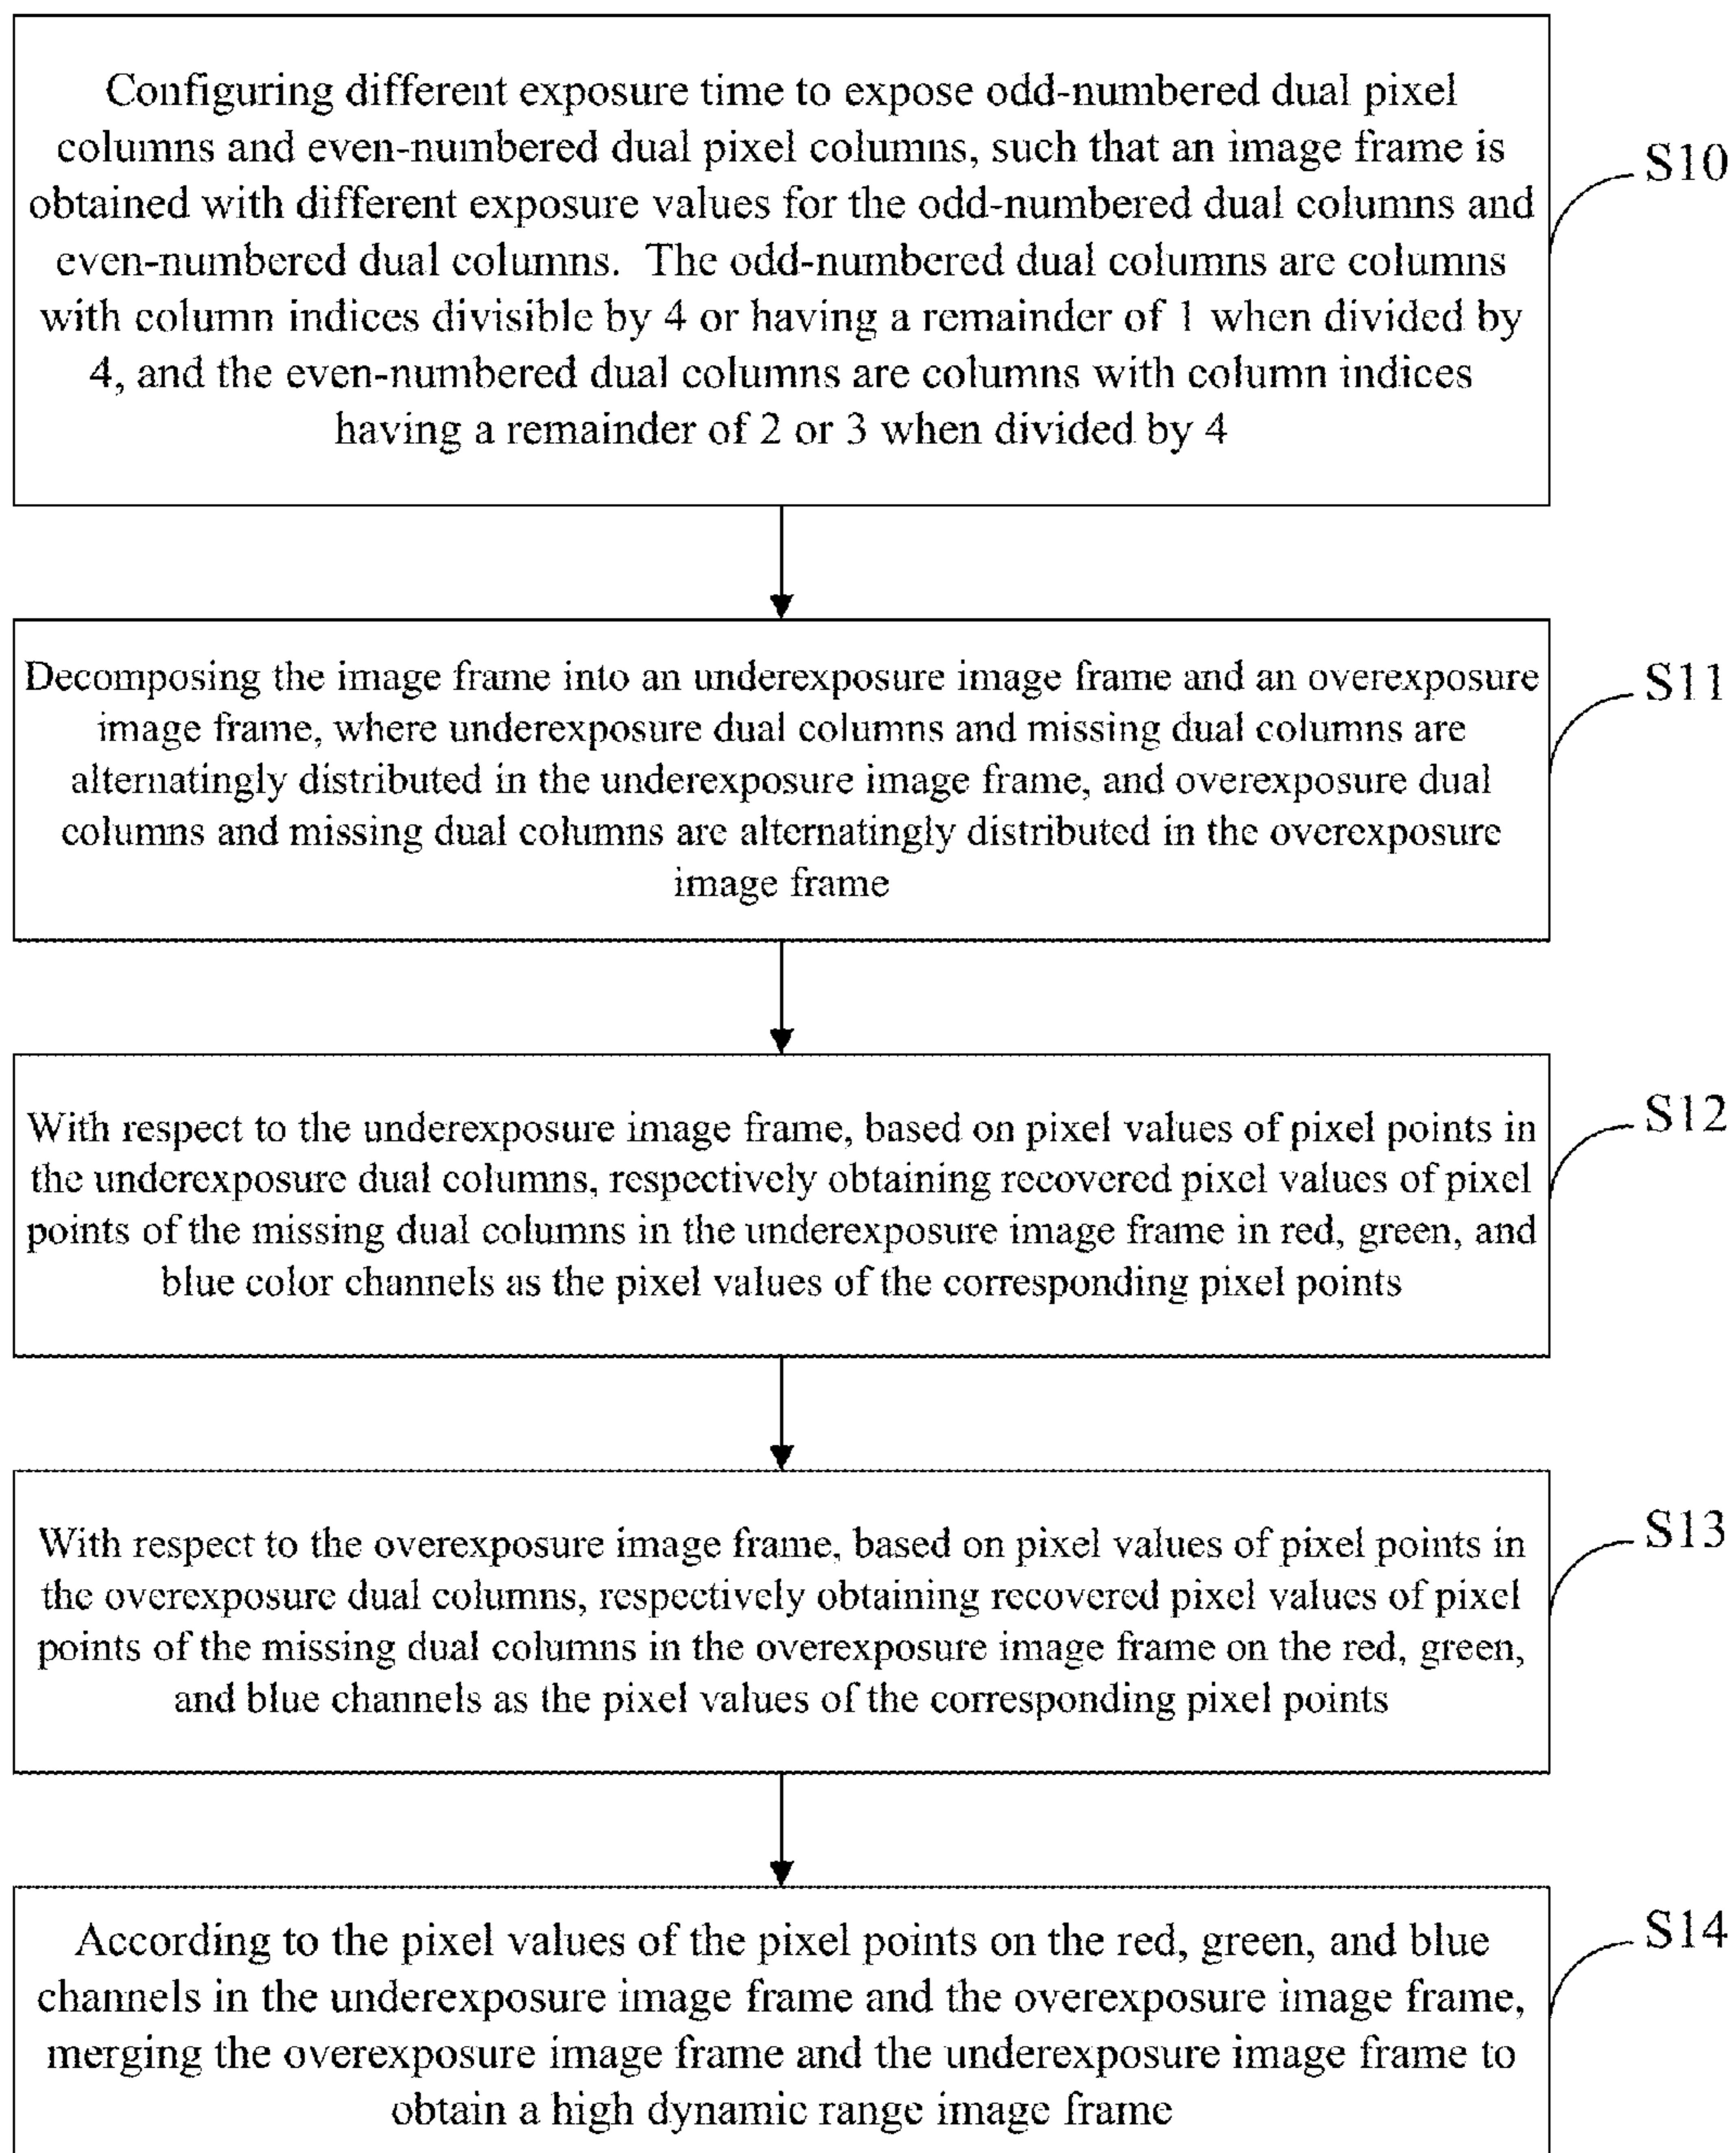 Configuring different exposure time to expose odd-numbered dual pixel
columns and even-numbered dual pixel columns, such that an image frame is
obtained with different exposure values for the odd-numbered dual columns and
even-numbered dual columns. The odd-numbered dual columns are columns
with column indices divisible by 4 or having a remainder of 1 when divided by
4, and the even-numbered dual columns are columns with column indices
having a remainder of 2 or 3 when divided by 4
S10
Decomposing the image frame into an underexposure image frame and an overexposure
image frame, where underexposure dual columns and missing dual columns are
alternatingly distributed in the underexposure image frame, and overexposure dual
columns and missing dual columns are alternatingly distributed in the overexposure
image frame
S11
With respect to the underexposure image frame, based on pixel values of pixel points in
the underexposure dual columns, respectively obtaining recovered pixel values of pixel
points of the missing dual columns in the underexposure image frame in red, green, and
blue color channels as the pixel values of the corresponding pixel points
S12
With respect to the overexposure image frame, based on pixel values of pixel points in
the overexposure dual columns, respectively obtaining recovered pixel values of pixel
points of the missing dual columns in the overexposure image frame on the red, green,
and blue channels as the pixel values of the corresponding pixel points
S13
According to the pixel values of the pixel points on the red, green, and blue
channels in the underexposure image frame and the overexposure image frame,
merging the overexposure image frame and the underexposure image frame to
obtain a high dynamic range image frame
S14